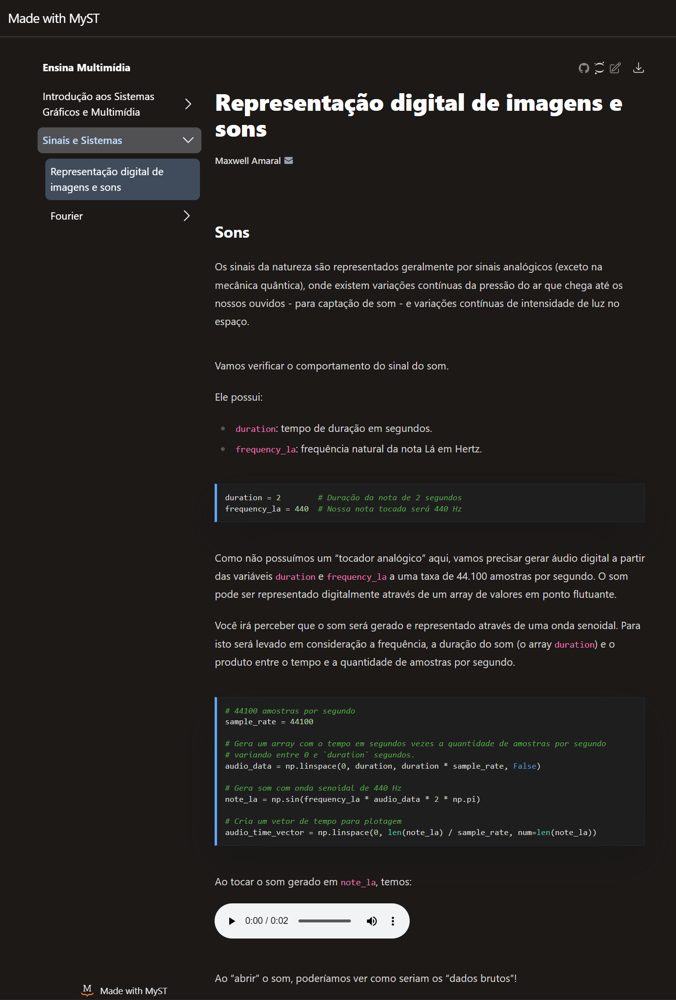 Made with MyST
Ensina Multimídia
Introdução aos Sistemas
Gráficos e Multimídia
Sinais e Sistemas
Representação digital de
imagens e sons
Fourier
Representação digital de imagens e
sons
Maxwell Amaral
Sons
Os sinais da natureza são representados geralmente por sinais analógicos (exceto na
mecânica quântica), onde existem variações contínuas da pressão do ar que chega até os
nossos ouvidos - para captação de som - e variações contínuas de intensidade de luz no
espaço.
Vamos verificar o comportamento do sinal do som.
Ele possui:
duration: tempo de duração em segundos.
frequency_la: frequência natural da nota Lá em Hertz.
duration = 2        # Duração da nota de 2 segundos
frequency_la = 440  # Nossa nota tocada será 440 Hz
Como não possuímos um “tocador analógico” aqui, vamos precisar gerar áudio digital a partir
das variáveis duration e frequency_la a uma taxa de 44.100 amostras por segundo. O som
pode ser representado digitalmente através de um array de valores em ponto flutuante.
Você irá perceber que o som será gerado e representado através de uma onda senoidal. Para
isto será levado em consideração a frequência, a duração do som (o array duration) e o
produto entre o tempo e a quantidade de amostras por segundo.
# 44100 amostras por segundo
sample_rate = 44100
# Gera um array com o tempo em segundos vezes a quantidade de amostras por segundo
# variando entre 0 e `duration` segundos.
audio_data = np.linspace(0, duration, duration * sample_rate, False)
# Gera som com onda senoidal de 440 Hz
note_la = np.sin(frequency_la * audio_data * 2 * np.pi)
# Cria um vetor de tempo para plotagem
audio_time_vector = np.linspace(0, len(note_la) / sample_rate, num=len(note_la))
Ao tocar o som gerado em note_la, temos:
0:00 / 0:02
Ao “abrir” o som, poderíamos ver como seriam os “dados brutos”!
M
Made with MyST